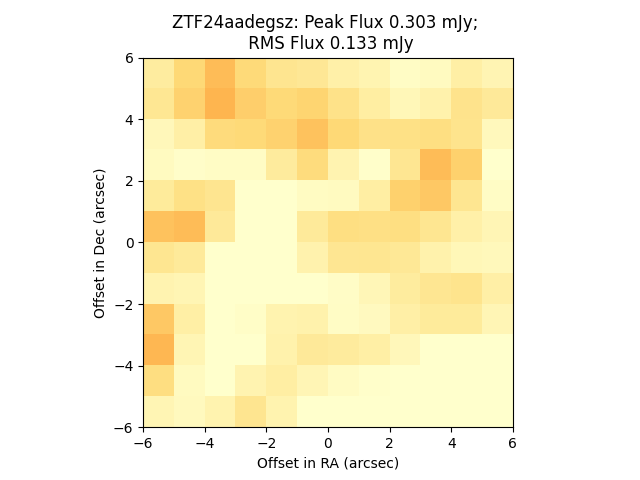 ZTF24aadegsz: Peak Flux 0.303 mJy;
RMS Flux 0.133 mJy
6
4
2
0
−2
−4
−6
Offset in Dec (arcsec)
−6 −4 −2 0 2 4 6
Offset in RA (arcsec)